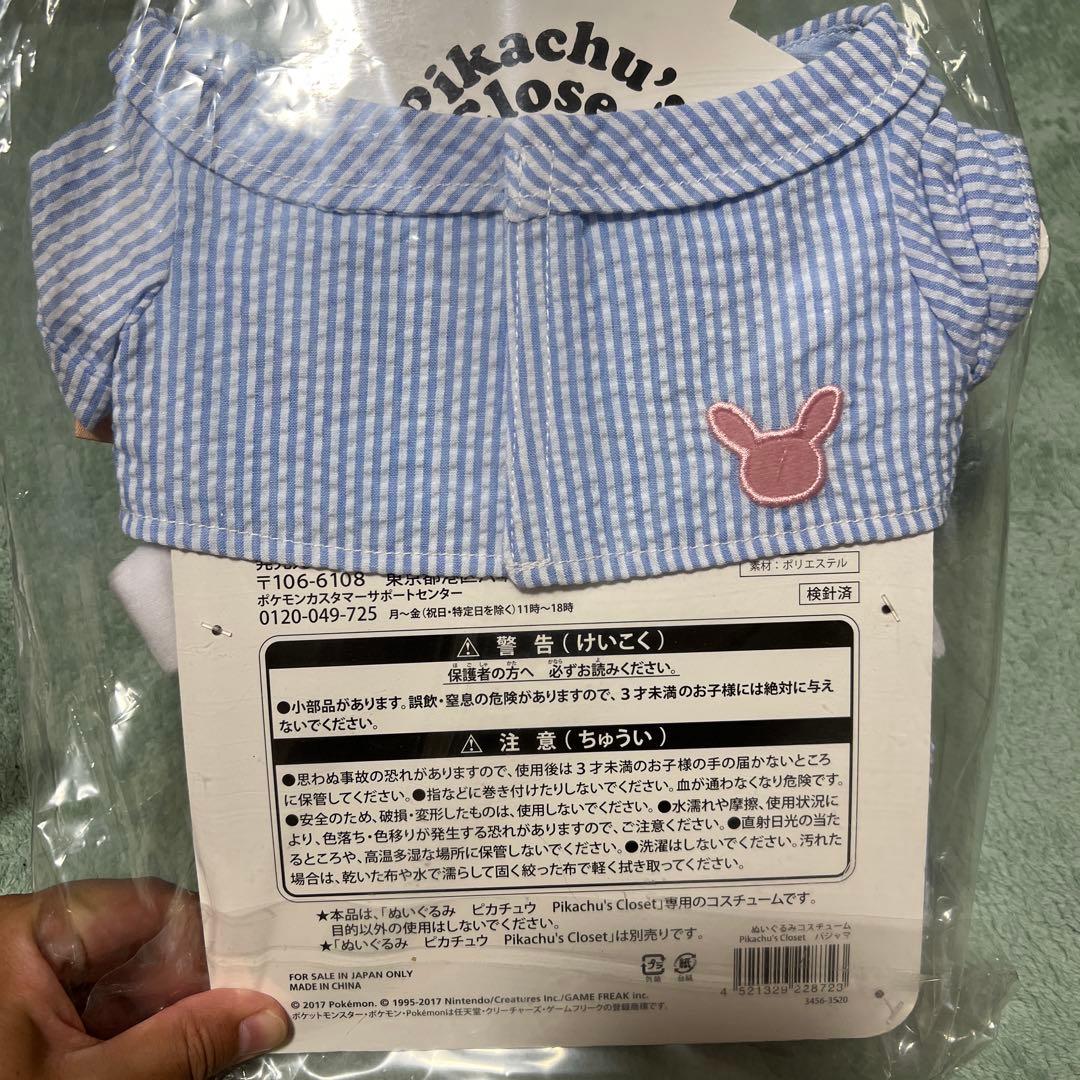 Pikachu's
Close
〒106-6108 東京都港区六
素材：ポリエステル
ポケモンカスタマーサポートセンター
検針済
0120-049-725 月～金（祝日・特定日を除く）11時～18時
⚠ 警告（けいこく）
ほごしゃ かた かなら よ
保護者の方へ 必ずお読みください。
●小部品があります。誤飲・窒息の危険がありますので、3才未満のお子様には絶対に与え
ないでください。
⚠ 注意（ちゅうい）
●思わぬ事故の恐れがありますので、使用後は3才未満のお子様の手の届かないところ
に保管してください。●指などに巻き付けたりしないでください。血が通わなくなり危険です。
●安全のため、破損・変形したものは、使用しないでください。●水濡れや摩擦、使用状況に
より、色落ち・色移りが発生する恐れがありますので、ご注意ください。●直射日光の当た
るところや、高温多湿な場所に保管しないでください。●洗濯はしないでください。汚れた
場合は、乾いた布や水で濡らして固く絞った布で軽く拭き取ってください。
★本品は、「ぬいぐるみ ピカチュウ Pikachu's Closet」専用のコスチュームです。
目的以外の使用はしないでください。
★「ぬいぐるみ ピカチュウ Pikachu's Closet」は別売りです。
ぬいぐるみコスチューム
Pikachu's Closet パジャマ
プラ 紙
外装 台紙
FOR SALE IN JAPAN ONLY
MADE IN CHINA
4 521329 228723
3456-3520
© 2017 Pokémon. © 1995-2017 Nintendo/Creatures Inc./GAME FREAK inc.
ポケットモンスター・ポケモン・Pokémonは任天堂・クリーチャーズ・ゲームフリークの登録商標です。